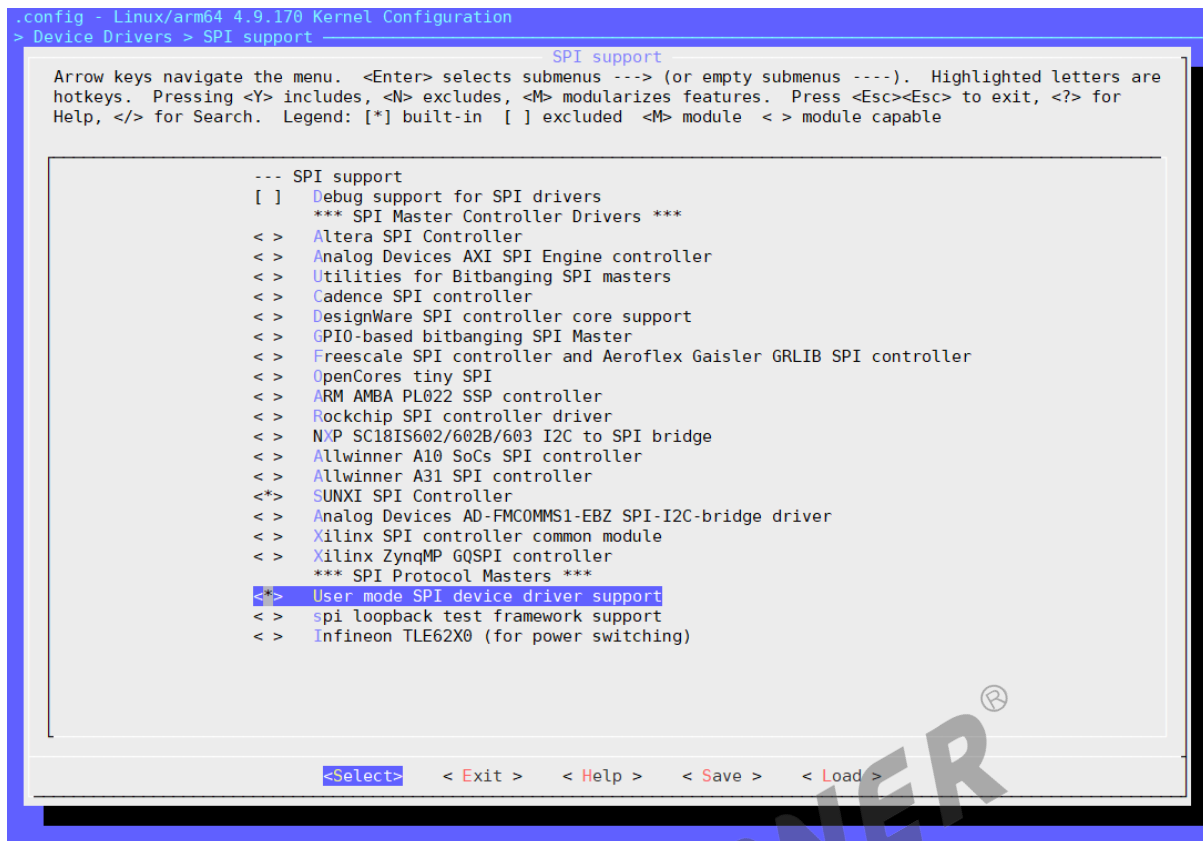 .config - Linux/arm64 4.9.170 Kernel Configuration
> Device Drivers > SPI support
SPI support
Arrow keys navigate the menu.  <Enter> selects submenus ---> (or empty submenus ----).  Highlighted letters are
hotkeys.  Pressing <Y> includes, <N> excludes, <M> modularizes features.  Press <Esc><Esc> to exit, <?> for
Help, </> for Search.  Legend: [*] built-in  [ ] excluded  <M> module  < > module capable
--- SPI support
[ ]   Debug support for SPI drivers
*** SPI Master Controller Drivers ***
< >   Altera SPI Controller
< >   Analog Devices AXI SPI Engine controller
< >   Utilities for Bitbanging SPI masters
< >   Cadence SPI controller
< >   DesignWare SPI controller core support
< >   GPIO-based bitbanging SPI Master
< >   Freescale SPI controller and Aeroflex Gaisler GRLIB SPI controller
< >   OpenCores tiny SPI
< >   ARM AMBA PL022 SSP controller
< >   Rockchip SPI controller driver
< >   NXP SC18IS602/602B/603 I2C to SPI bridge
< >   Allwinner A10 SoCs SPI controller
< >   Allwinner A31 SPI controller
<*>   SUNXI SPI Controller
< >   Analog Devices AD-FMCOMMS1-EBZ SPI-I2C-bridge driver
< >   Xilinx SPI controller common module
< >   Xilinx ZynqMP GQSPI controller
*** SPI Protocol Masters ***
<*>   User mode SPI device driver support
< >   spi loopback test framework support
< >   Infineon TLE62X0 (for power switching)
<Select>    < Exit >    < Help >    < Save >    < Load >
NER®